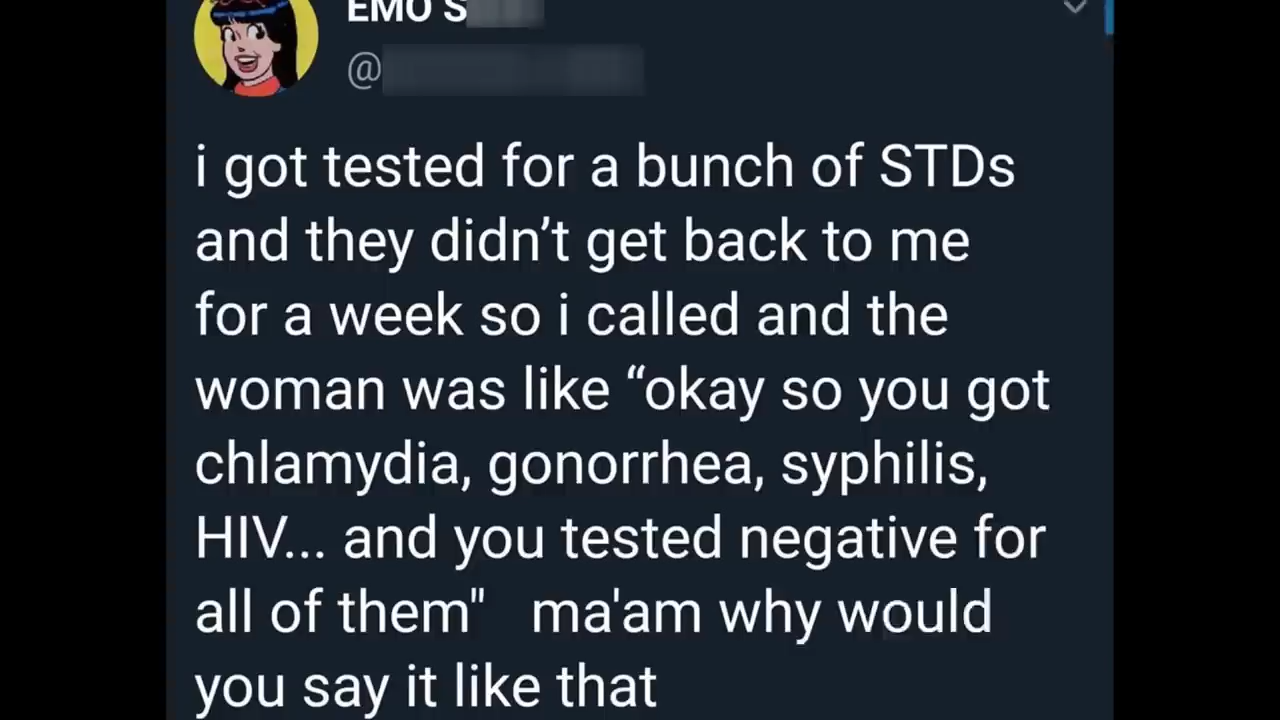 EMO S
@
i got tested for a bunch of STDs
and they didn’t get back to me
for a week so i called and the
woman was like “okay so you got
chlamydia, gonorrhea, syphilis,
HIV... and you tested negative for
all of them" ma'am why would
you say it like that